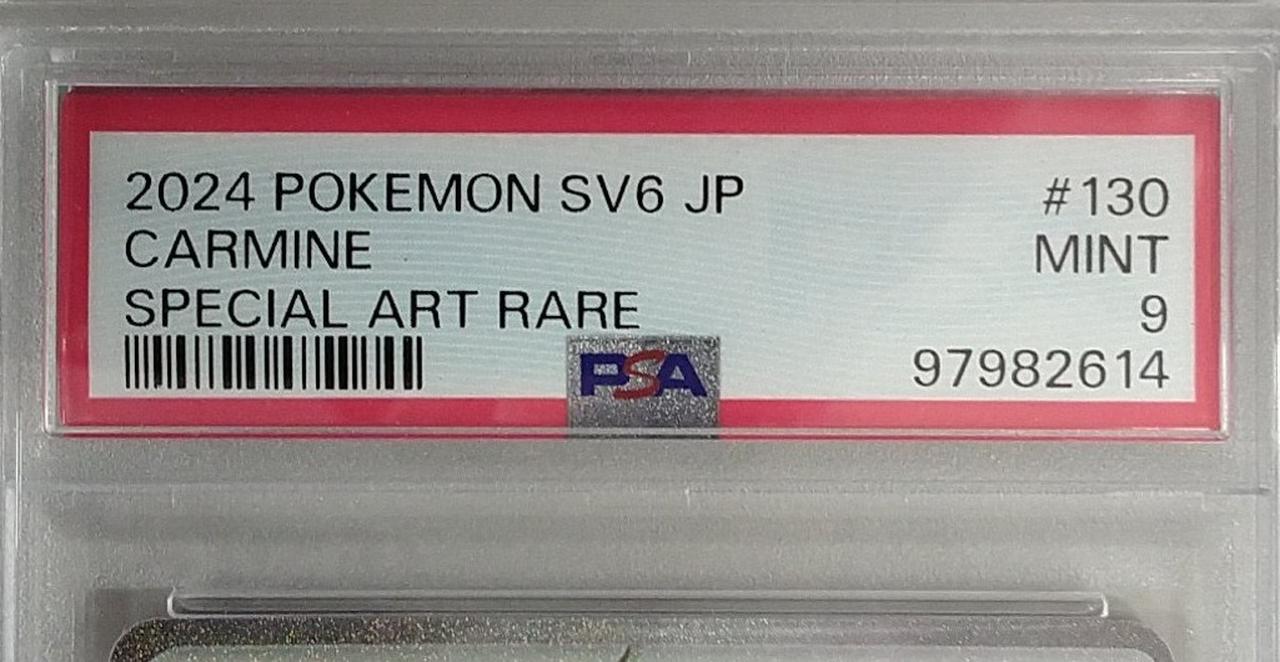 2024 POKEMON SV6 JP #130
CARMINE MINT
SPECIAL ART RARE 9
PSA 97982614